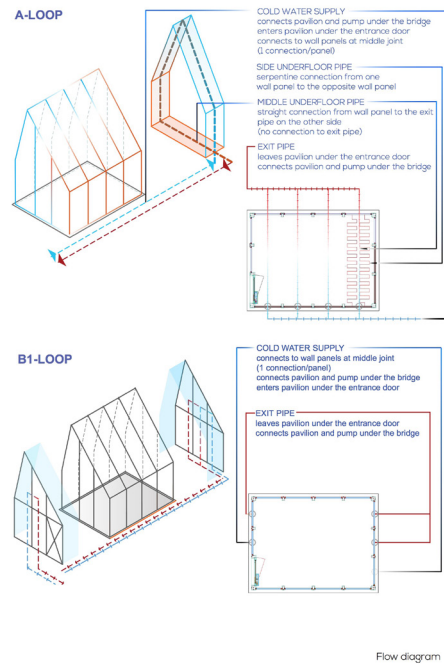 A-LOOP
COLD WATER SUPPLY
connects pavilion and pump under the bridge
enters pavilion under the entrance door
connects to wall panels at middle joint
(1 connection/panel)
SIDE UNDERFLOOR PIPE
serpentine connection from one
wall panel to the opposite wall panel
MIDDLE UNDERFLOOR PIPE
straight connection from wall panel to the exit
pipe on the other side
(no connection to exit pipe)
EXIT PIPE
leaves pavilion under the entrance door
connects pavilion and pump under the bridge
B1-LOOP
COLD WATER SUPPLY
connects to wall panels at middle joint
(1 connection/panel)
connects pavilion and pump under the bridge
enters pavilion under the entrance door
EXIT PIPE
leaves pavilion under the entrance door
connects pavilion and pump under the bridge
Flow diagram